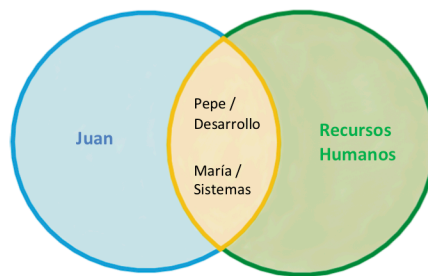 Juan
Pepe /
Desarrollo
María /
Sistemas
Recursos
Humanos